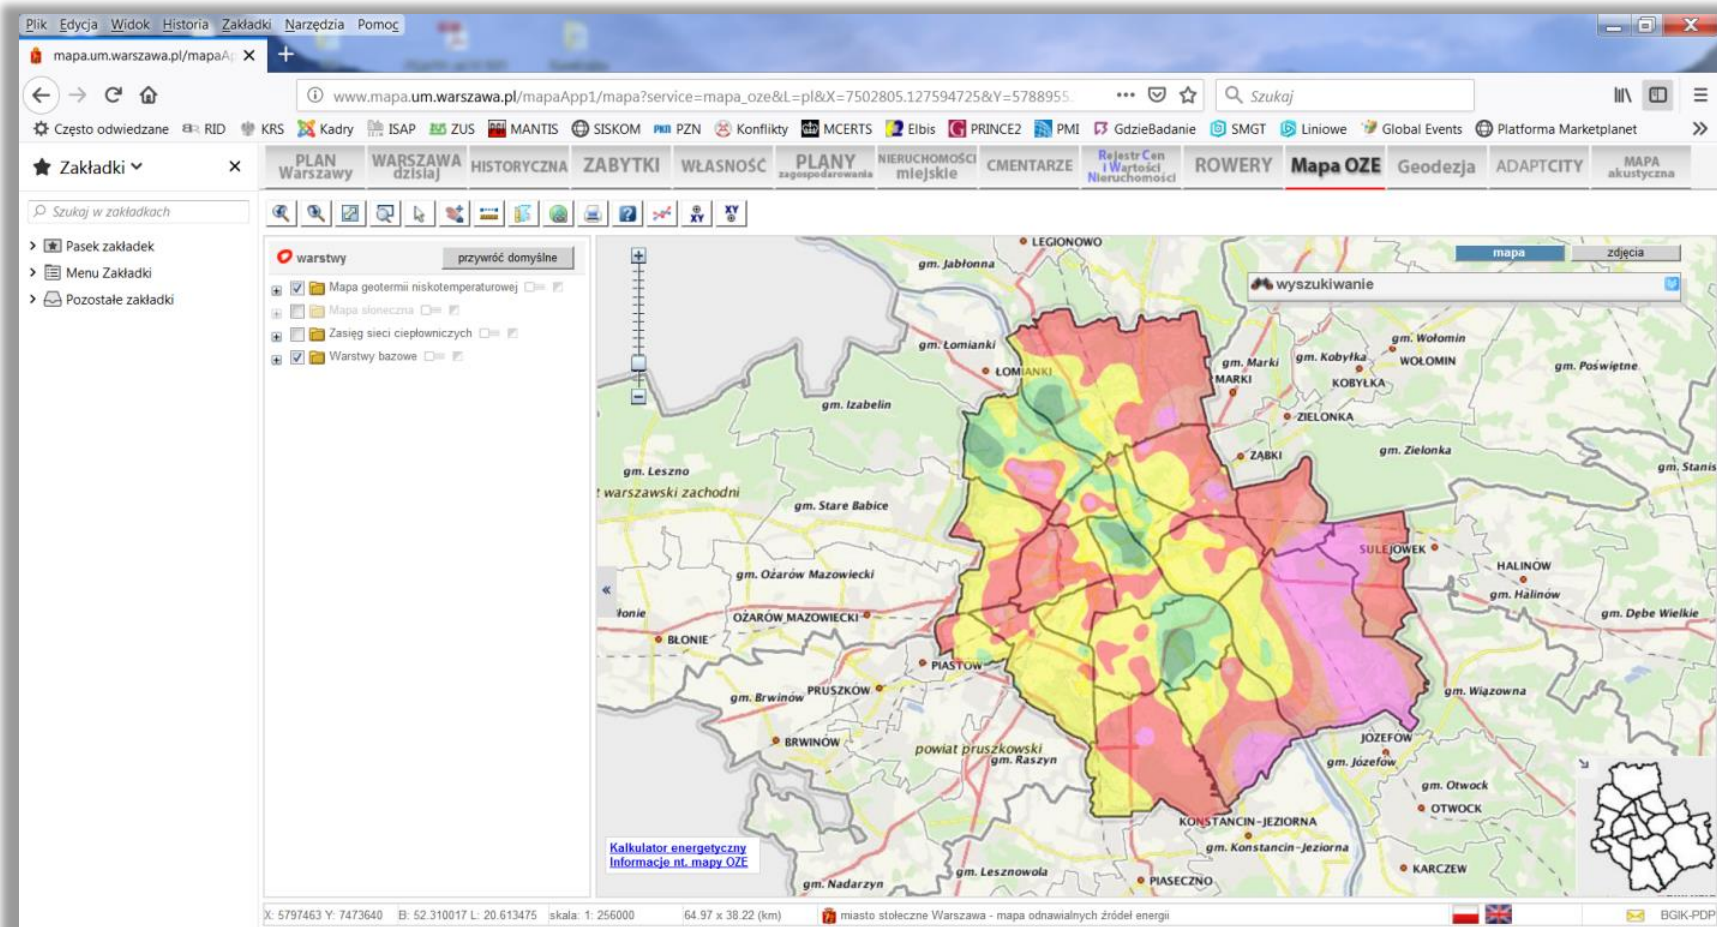 Plik Edycja Widok Historia Zakładki Narzędzia Pomoc
mapa.um.warszawa.pl/mapaAp
www.mapa.um.warszawa.pl/mapaApp1/mapa?service=mapa_oze&L=pl&X=7502805.127594725&Y=5788955.
Szukaj
Często odwiedzane RID KRS Kadry ISAP ZUS MANTIS SISKOM PZN Konflikty MCERTS Elbis PRINCE2 PMI GdzieBadanie SMGT Liniowe Global Events Platforma Marketplanet
Zakładki
Szukaj w zakładkach
Pasek zakładek
Menu Zakładki
Pozostałe zakładki
PLAN Warszawy
WARSZAWA dzisiaj
HISTORYCZNA
ZABYTKI
WŁASNOŚĆ
PLANY zagospodarowania
NIERUCHOMOŚCI miejskie
CMENTARZE
Rejestr Cen i Wartości Nieruchomości
ROWERY
Mapa OZE
Geodezja
ADAPTCITY
MAPA akustyczna
XY
XY
warstwy
przywróć domyślne
Mapa geotermii niskotemperaturowej
Mapa słoneczna
Zasięg sieci ciepłowniczych
Warstwy bazowe
mapa
zdjęcia
wyszukiwanie
LEGIONOWO
gm. Jabłonna
gm. Łomianki
ŁOMIANKI
gm. Wołomin
gm. Marki
MARKI
gm. Kobyłka
WOŁOMIN
KOBYŁKA
gm. Poświętne
gm. Izabelin
ZIELONKA
ZĄBKI
gm. Zielonka
gm. Stanis
gm. Leszno
t warszawski zachodni
gm. Stare Babice
SULEJOWEK
HALINÓW
gm. Halinów
gm. Dębe Wielkie
gm. Ożarów Mazowiecki
OŻARÓW MAZOWIECKI
łonie
BŁONIE
PIASTÓW
PRUSZKÓW
gm. Brwinów
gm. Wiązowna
BRWINÓW
powiat pruszkowski
gm. Raszyn
JÓZEFÓW
gm. Józefów
gm. Otwock
OTWOCK
KONSTANCIN-JEZIORNA
gm. Konstancin-Jeziorna
KARCZEW
gm. Lesznowola
PIASECZNO
gm. Nadarzyn
Kalkulator energetyczny
Informacje nt. mapy OZE
X: 5797463 Y: 7473640 B: 52.310017 L: 20.613475 skala: 1: 256000 64.97 x 38.22 (km) miasto stołeczne Warszawa - mapa odnawialnych źródeł energii BGIK-PDP